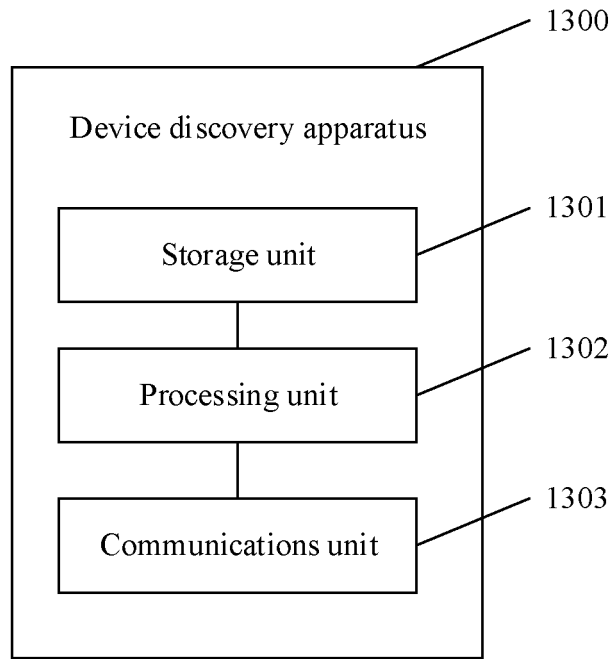 1300
Device discovery apparatus
1301
Storage unit
1302
Processing unit
1303
Communications unit